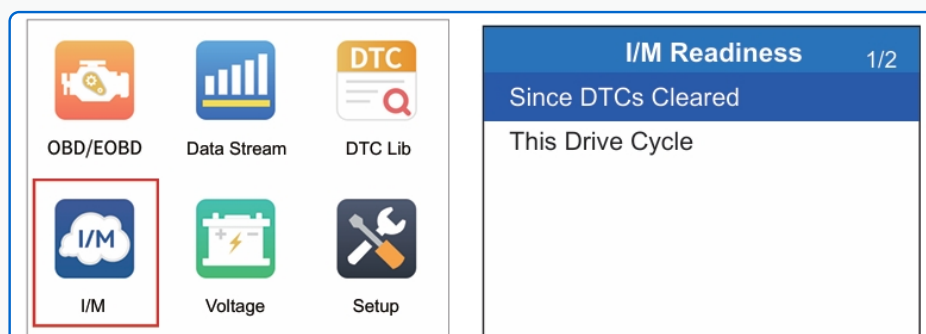 DTC
OBD/EOBD
Data Stream
DTC Lib
I/M
I/M
Voltage
Setup
I/M Readiness 1/2
Since DTCs Cleared
This Drive Cycle